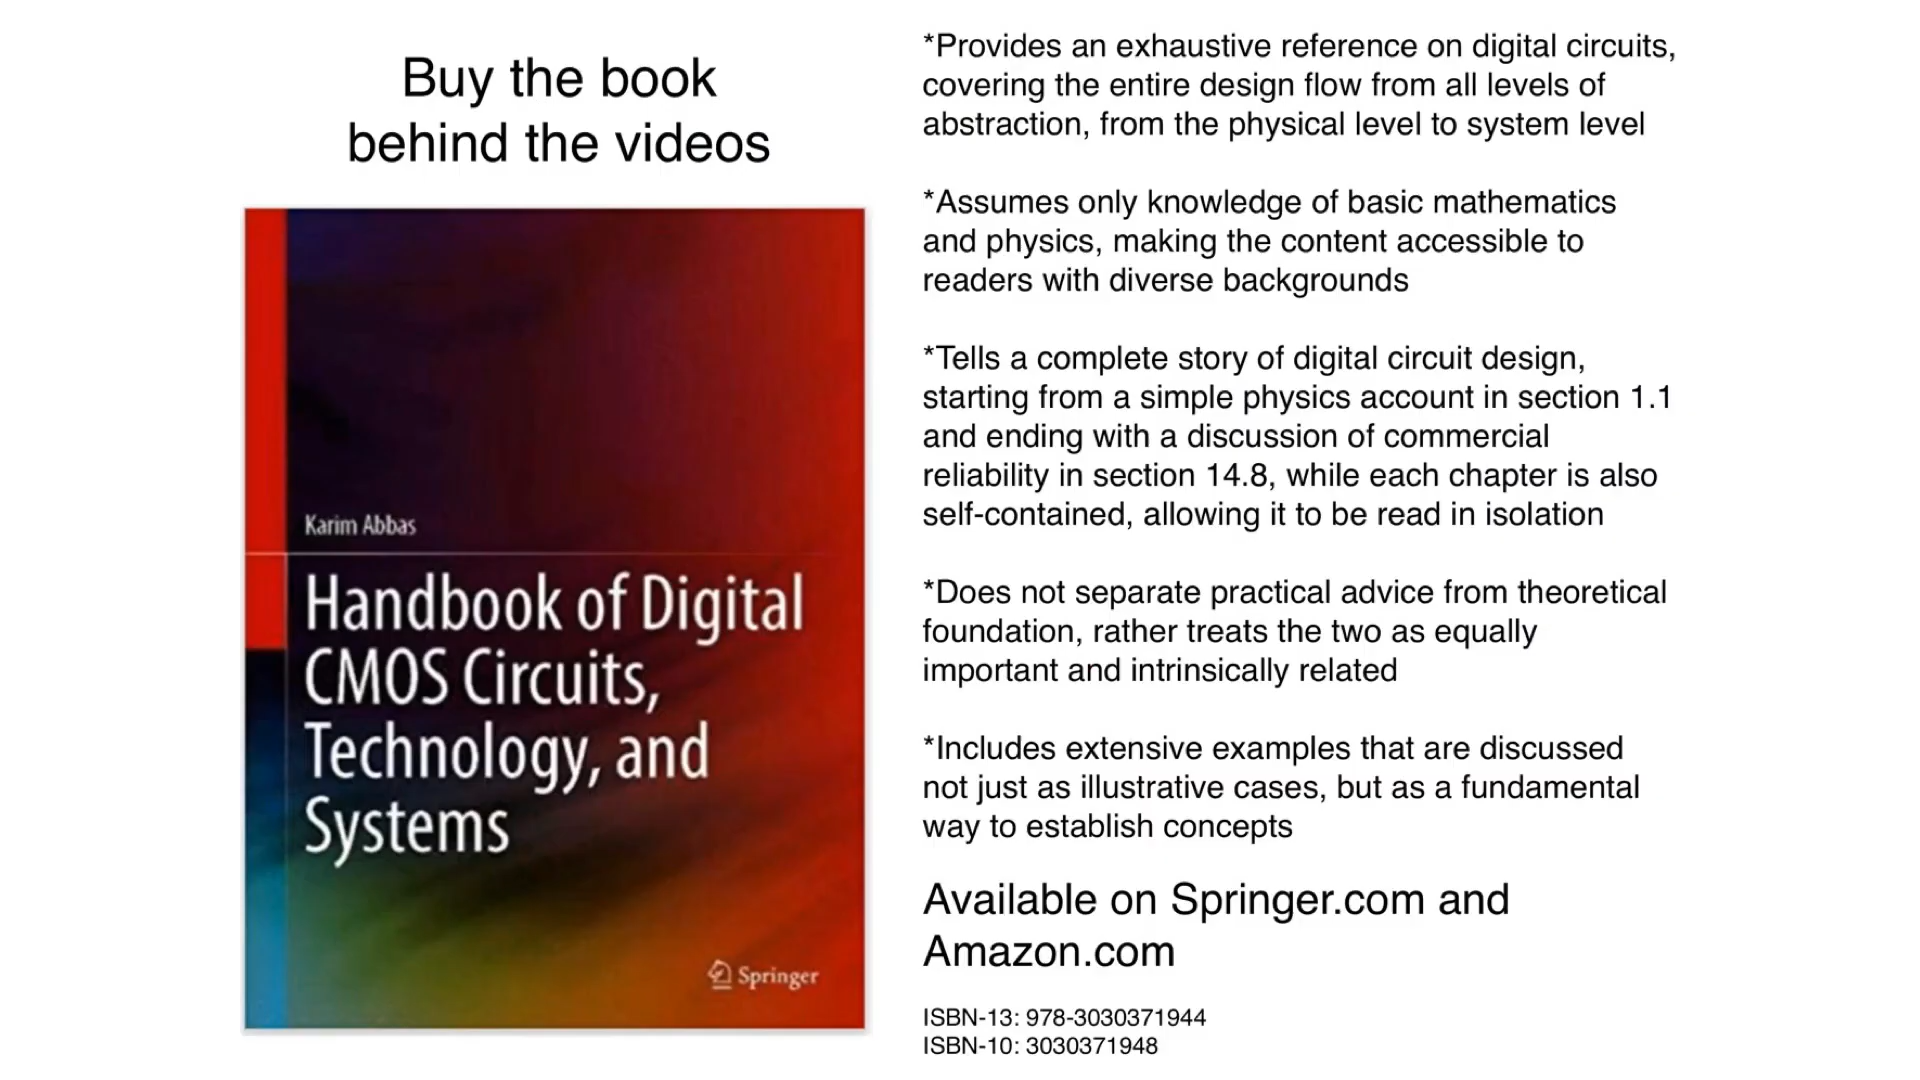 Buy the book
behind the videos
Karim Abbas
Handbook of Digital
CMOS Circuits,
Technology, and
Systems
Springer
*Provides an exhaustive reference on digital circuits,
covering the entire design flow from all levels of
abstraction, from the physical level to system level
*Assumes only knowledge of basic mathematics
and physics, making the content accessible to
readers with diverse backgrounds
*Tells a complete story of digital circuit design,
starting from a simple physics account in section 1.1
and ending with a discussion of commercial
reliability in section 14.8, while each chapter is also
self-contained, allowing it to be read in isolation
*Does not separate practical advice from theoretical
foundation, rather treats the two as equally
important and intrinsically related
*Includes extensive examples that are discussed
not just as illustrative cases, but as a fundamental
way to establish concepts
Available on Springer.com and
Amazon.com
ISBN-13: 978-3030371944
ISBN-10: 3030371948